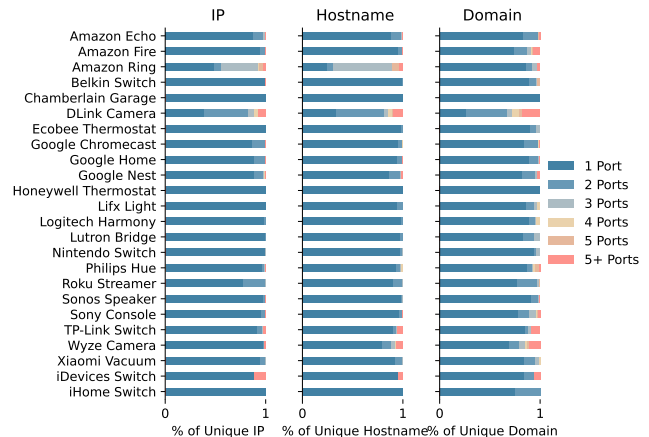 IP Hostname Domain
Amazon Echo
Amazon Fire
Amazon Ring
Belkin Switch
Chamberlain Garage
DLink Camera
Ecobee Thermostat
Google Chromecast
Google Home
Google Nest
Honeywell Thermostat
Lifx Light
Logitech Harmony
Lutron Bridge
Nintendo Switch
Philips Hue
Roku Streamer
Sonos Speaker
Sony Console
TP-Link Switch
Wyze Camera
Xiaomi Vacuum
iDevices Switch
iHome Switch
1 Port
2 Ports
3 Ports
4 Ports
5 Ports
5+ Ports
0 1 0 1 0 1
% of Unique IP % of Unique Hostname % of Unique Domain